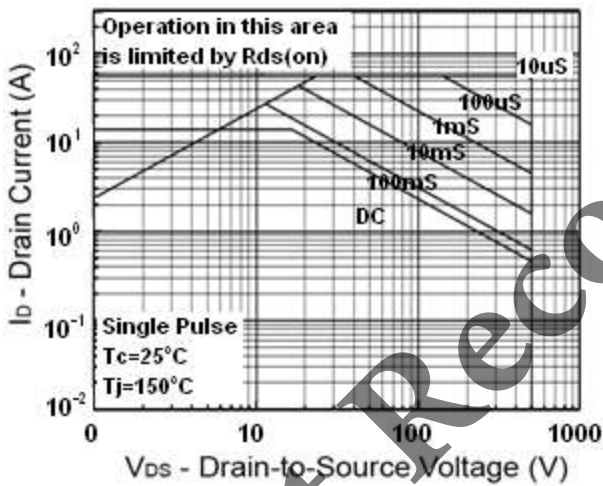 Operation in this area
is limited by Rds(on)
10uS
100uS
1mS
10mS
100mS
DC
Single Pulse
Tc=25°C
Tj=150°C
10²
10¹
10⁰
10⁻¹
10⁻²
0
10
100
1000
ID - Drain Current (A)
VDS - Drain-to-Source Voltage (V)